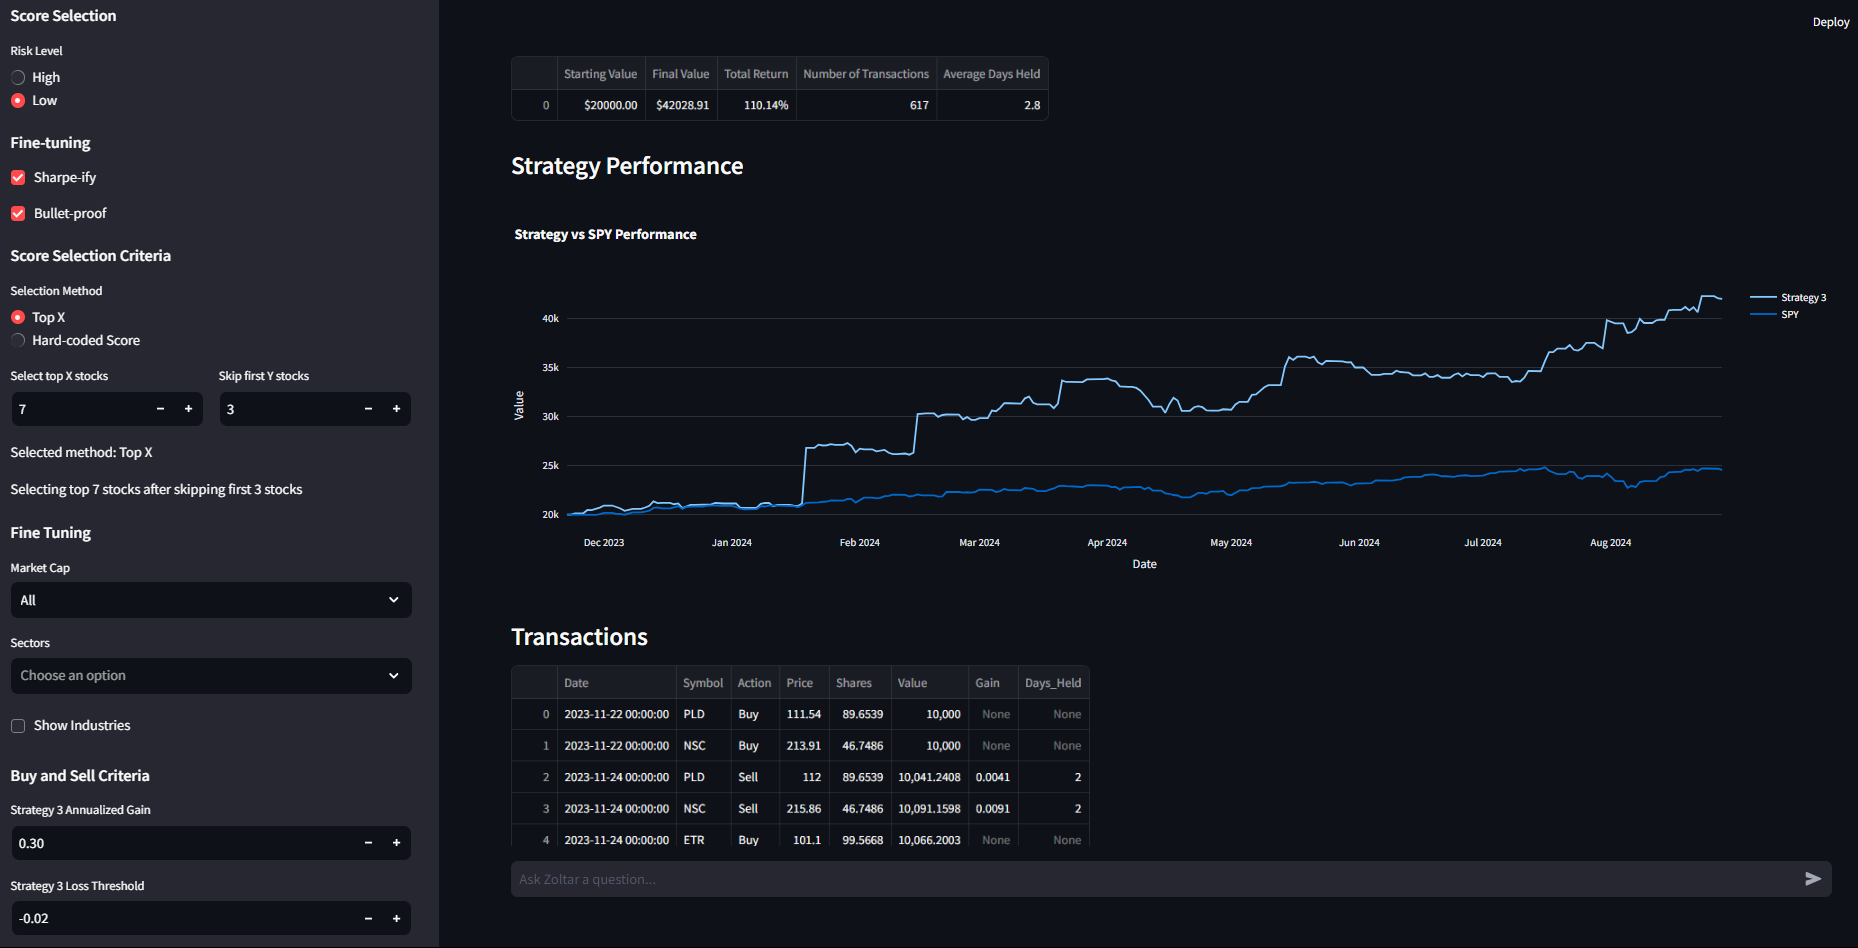 Score Selection
Risk Level
High
Low
Fine-tuning
Sharpe-ify
Bullet-proof
Score Selection Criteria
Selection Method
Top X
Hard-coded Score
Select top X stocks
Skip first Y stocks
7 − +
3 − +
Selected method: Top X
Selecting top 7 stocks after skipping first 3 stocks
Fine Tuning
Market Cap
All
Sectors
Choose an option
Show Industries
Buy and Sell Criteria
Strategy 3 Annualized Gain
0.30 − +
Strategy 3 Loss Threshold
-0.02 − +
Deploy
Starting Value Final Value Total Return Number of Transactions Average Days Held
0 $20000.00 $42028.91 110.14% 617 2.8
Strategy Performance
Strategy vs SPY Performance
Strategy 3
SPY
40k
35k
30k
25k
20k
Value
Dec 2023 Jan 2024 Feb 2024 Mar 2024 Apr 2024 May 2024 Jun 2024 Jul 2024 Aug 2024
Date
Transactions
Date Symbol Action Price Shares Value Gain Days_Held
0 2023-11-22 00:00:00 PLD Buy 111.54 89.6539 10,000 None None
1 2023-11-22 00:00:00 NSC Buy 213.91 46.7486 10,000 None None
2 2023-11-24 00:00:00 PLD Sell 112 89.6539 10,041.2408 0.0041 2
3 2023-11-24 00:00:00 NSC Sell 215.86 46.7486 10,091.1598 0.0091 2
4 2023-11-24 00:00:00 ETR Buy 101.1 99.5668 10,066.2003 None None
Ask Zoltar a question...